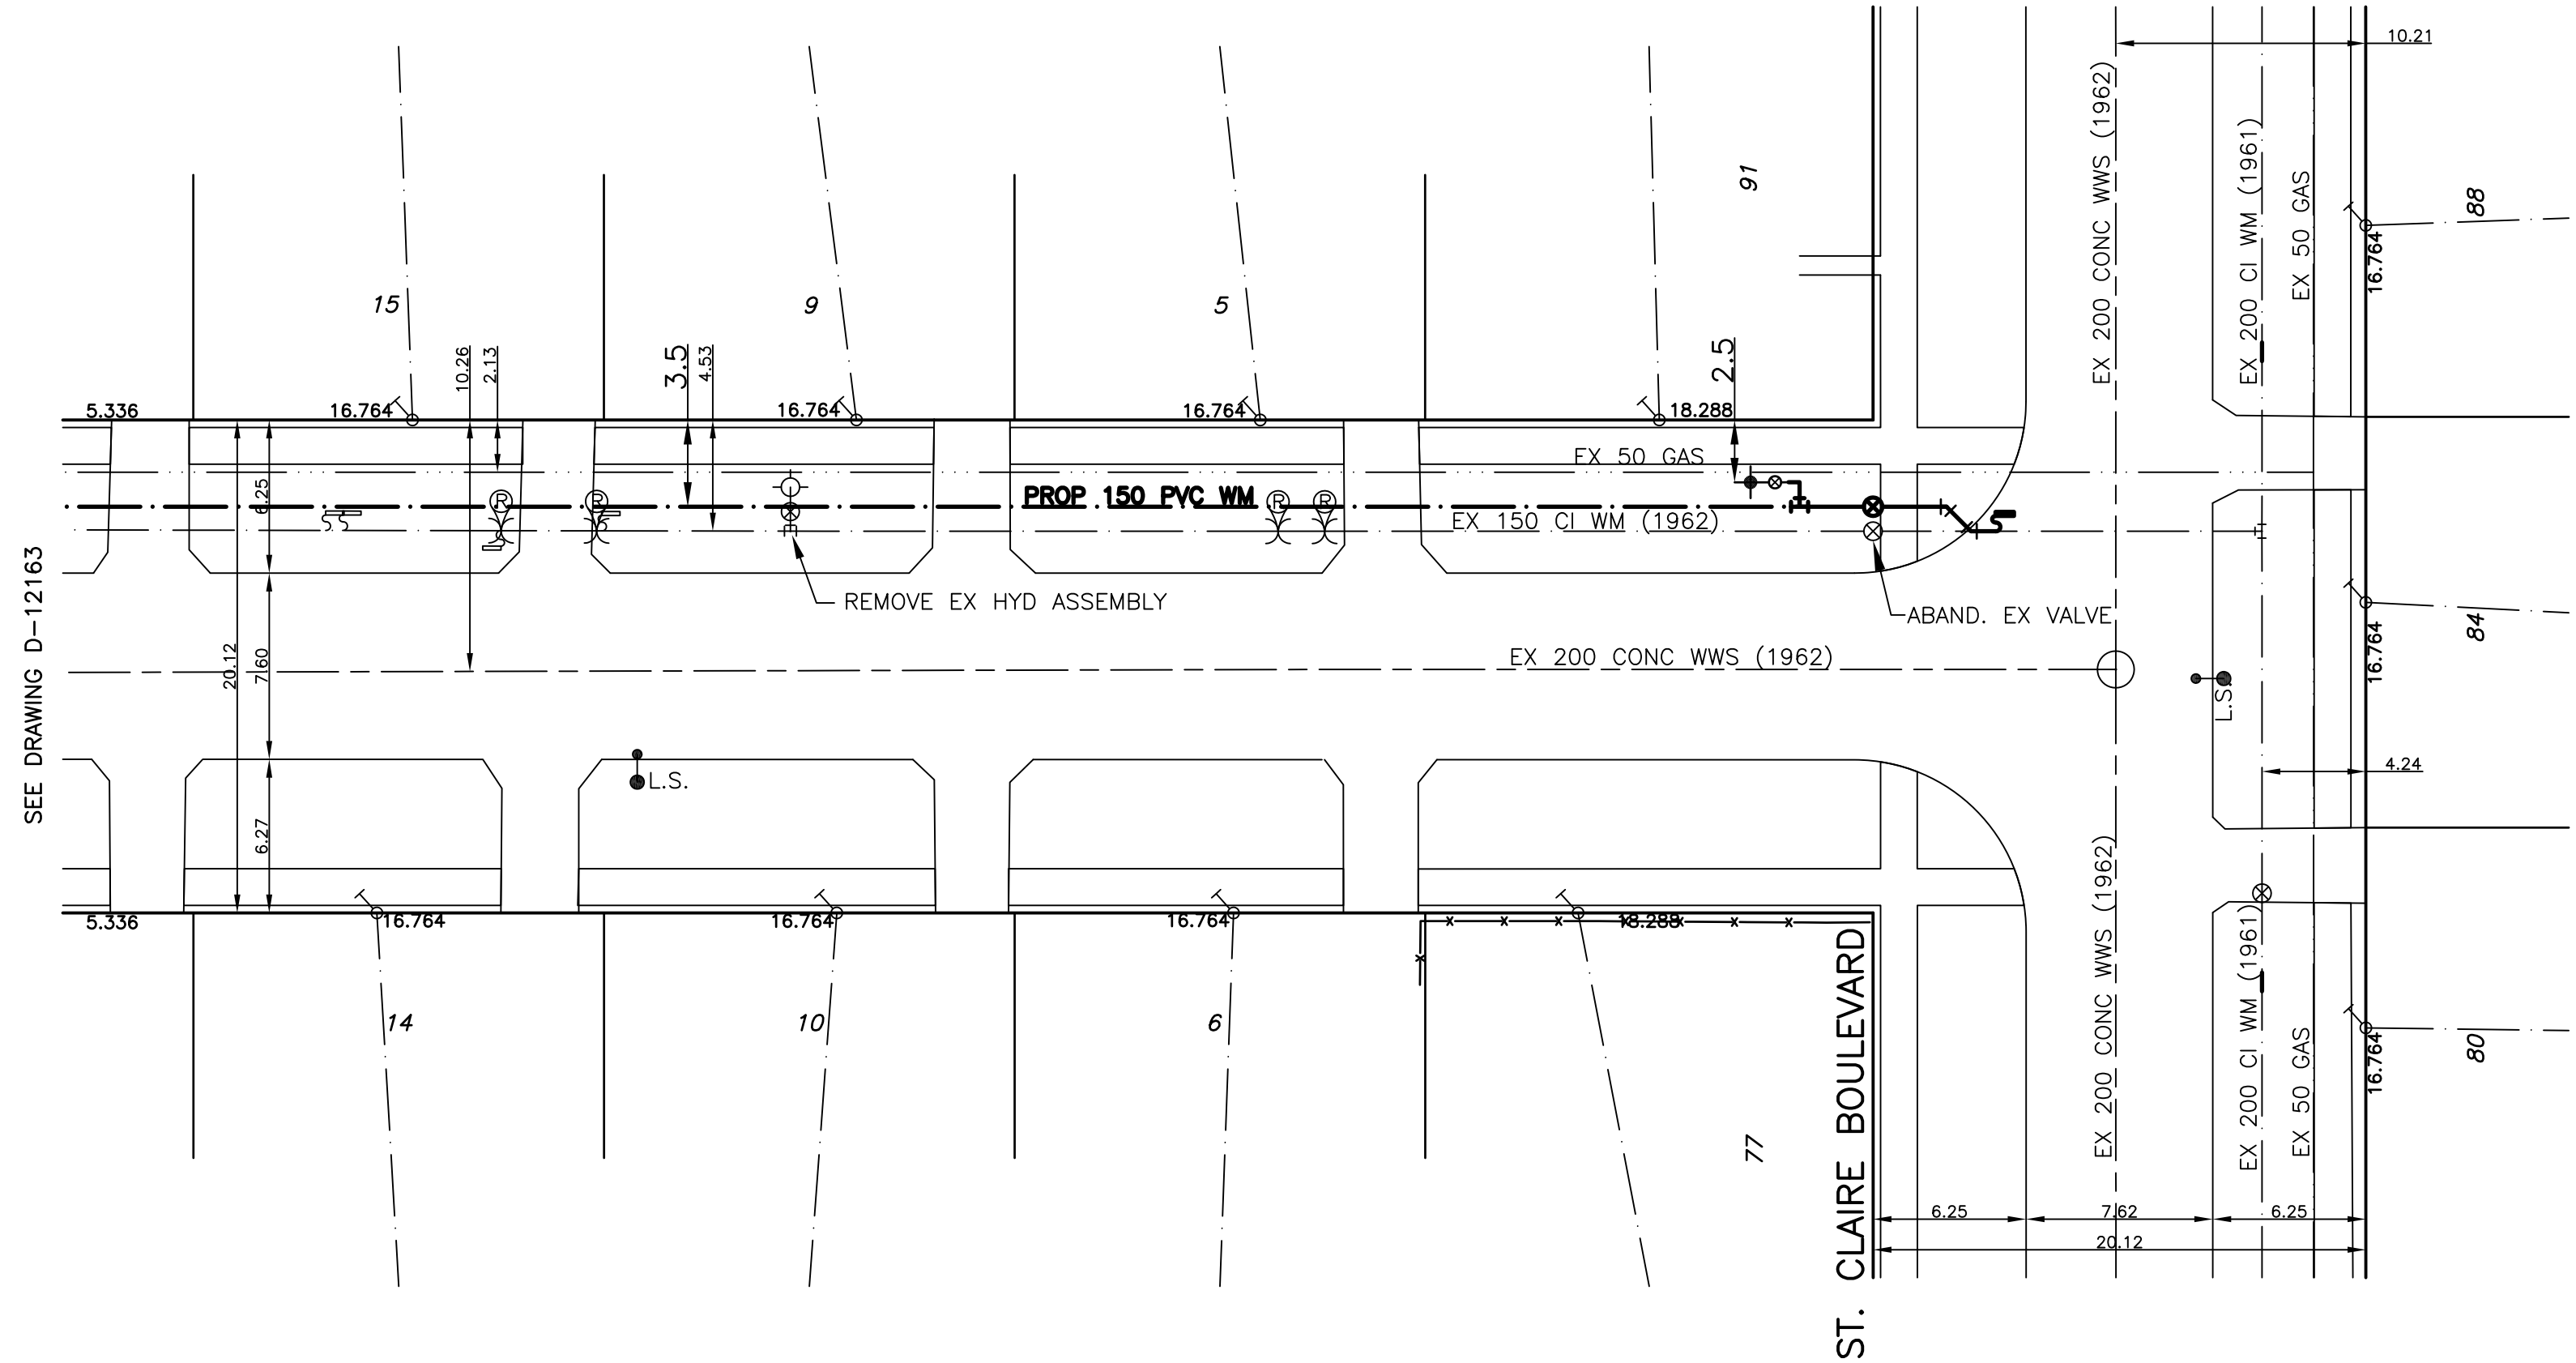 10.21
EX 200 CONC WWS (1962)
EX 200 CI WM (1961)
EX 50 GAS
91
88
16.764
15
9
5
10.26
2.13
3.5
4.53
2.5
5.336
16.764
16.764
16.764
18.288
EX 50 GAS
6.25
R
R
PROP 150 PVC WM
R
R
EX 150 CI WM (1962)
SEE DRAWING D-12163
REMOVE EX HYD ASSEMBLY
ABAND. EX VALVE
84
16.764
20.12
7.60
EX 200 CONC WWS (1962)
L.S.
L.S.
4.24
6.27
5.336
16.764
16.764
16.764
18.288
EX 200 CONC WWS (1962)
EX 200 CI WM (1961)
EX 50 GAS
14
10
6
77
80
16.764
ST. CLAIRE BOULEVARD
6.25
7.62
6.25
20.12